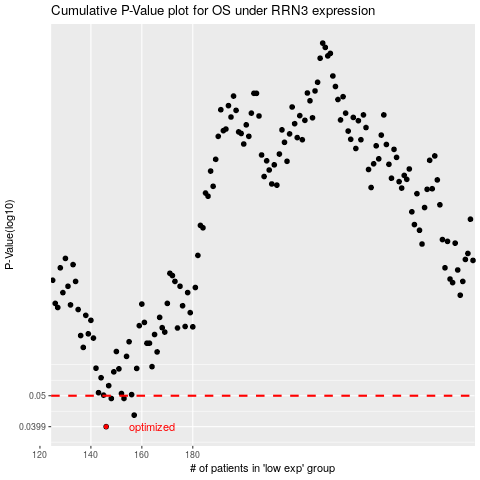 Cumulative P-Value plot for OS under RRN3 expression
P-Value(log10)
0.05
0.0399
optimized
120 140 160 180
# of patients in 'low exp' group